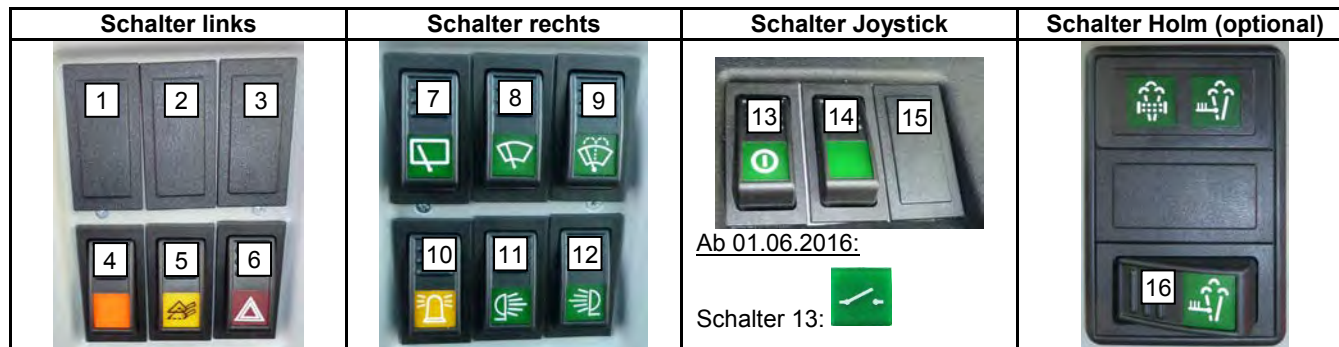 Schalter links
Schalter rechts
Schalter Joystick
Schalter Holm (optional)
1 2 3
4 5 6
7 8 9
10 11 12
13 14 15
Ab 01.06.2016:
Schalter 13:
16